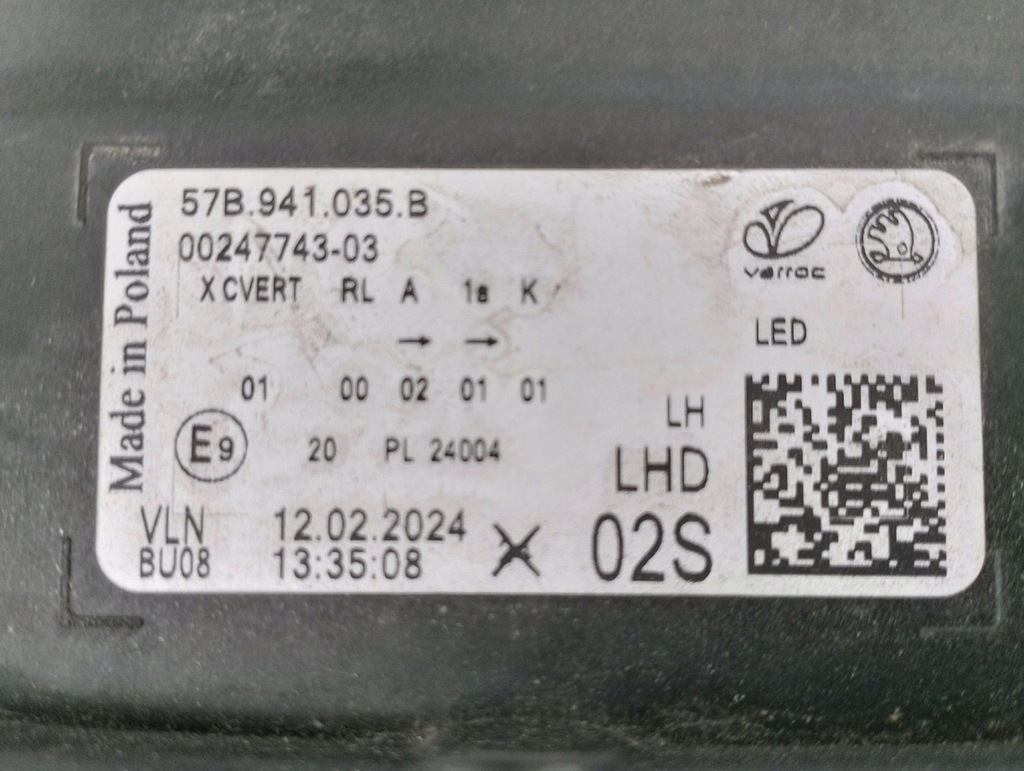 Made in Poland
57B.941.035.B
00247743-03
X CVERT RL A 1a K
→ →
01 00 02 01 01
E9 20 PL 24004
VLN 12.02.2024
BU08 13:35:08
varroc
LED
LH
LHD
02S